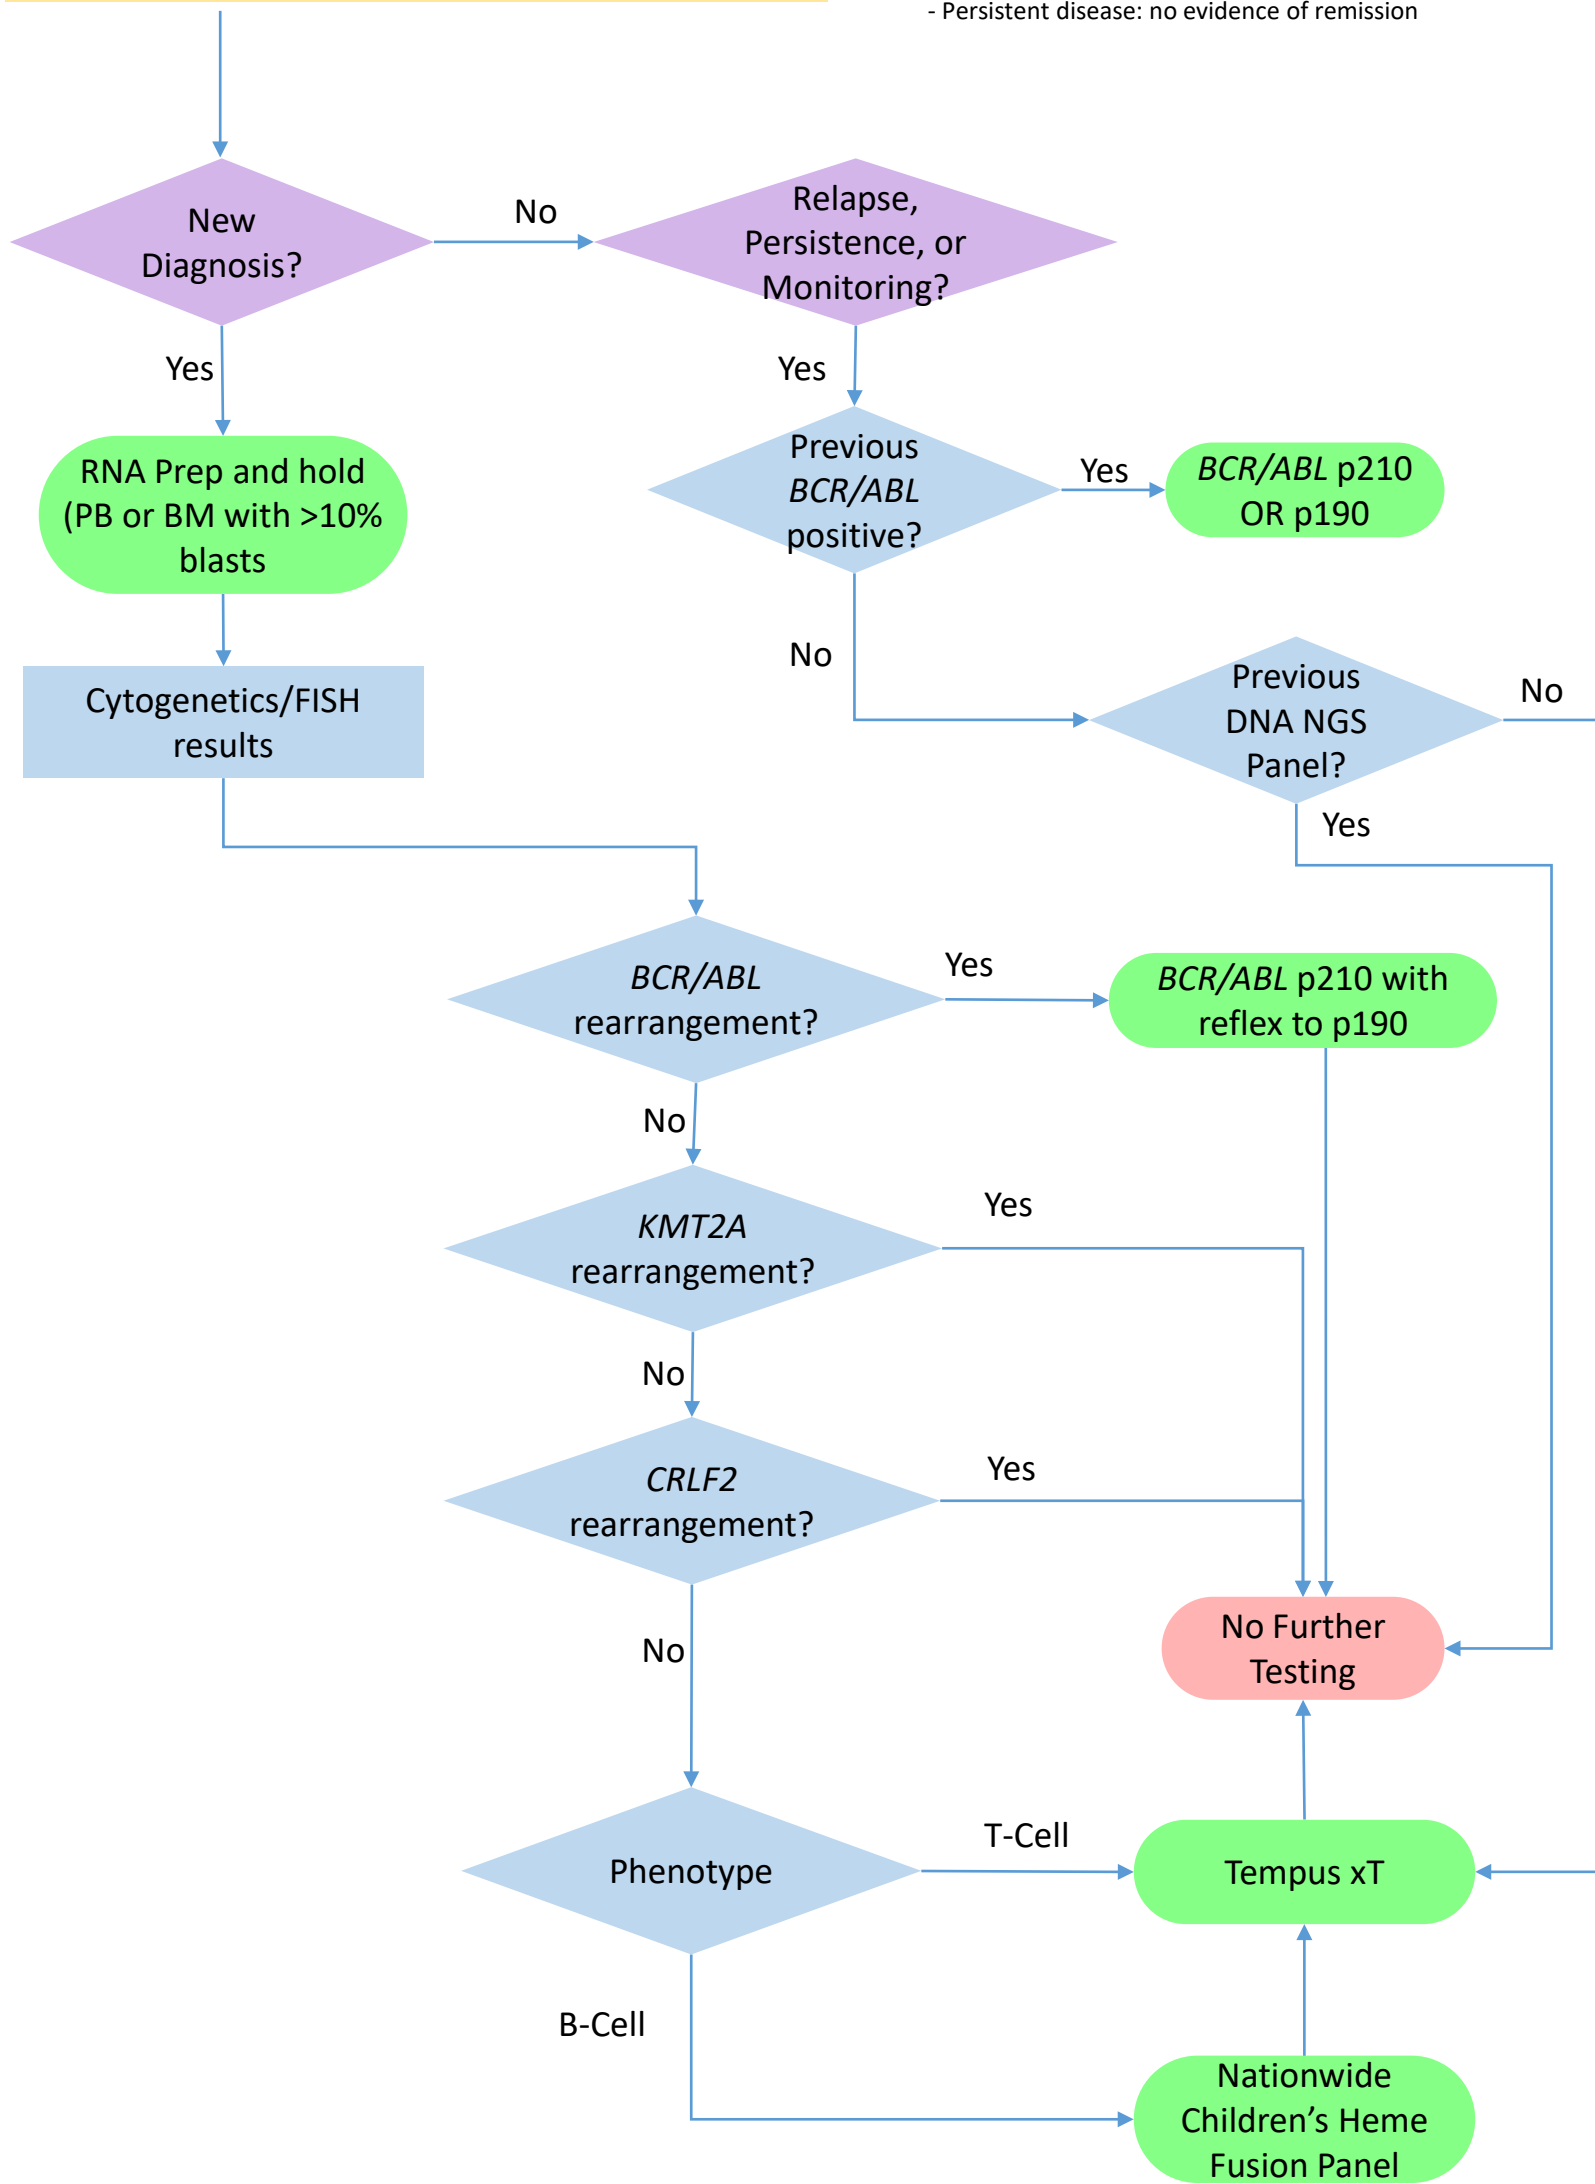 - Persistent disease: no evidence of remission
New
Diagnosis?
No
Relapse,
Persistence, or
Monitoring?
Yes
Yes
RNA Prep and hold
(PB or BM with >10%
blasts
Previous
BCR/ABL
positive?
Yes
BCR/ABL p210
OR p190
No
Cytogenetics/FISH
results
Previous
DNA NGS
Panel?
No
Yes
BCR/ABL
rearrangement?
Yes
BCR/ABL p210 with
reflex to p190
No
KMT2A
rearrangement?
Yes
No
CRLF2
rearrangement?
Yes
No
No Further
Testing
Phenotype
T-Cell
Tempus xT
B-Cell
Nationwide
Children’s Heme
Fusion Panel